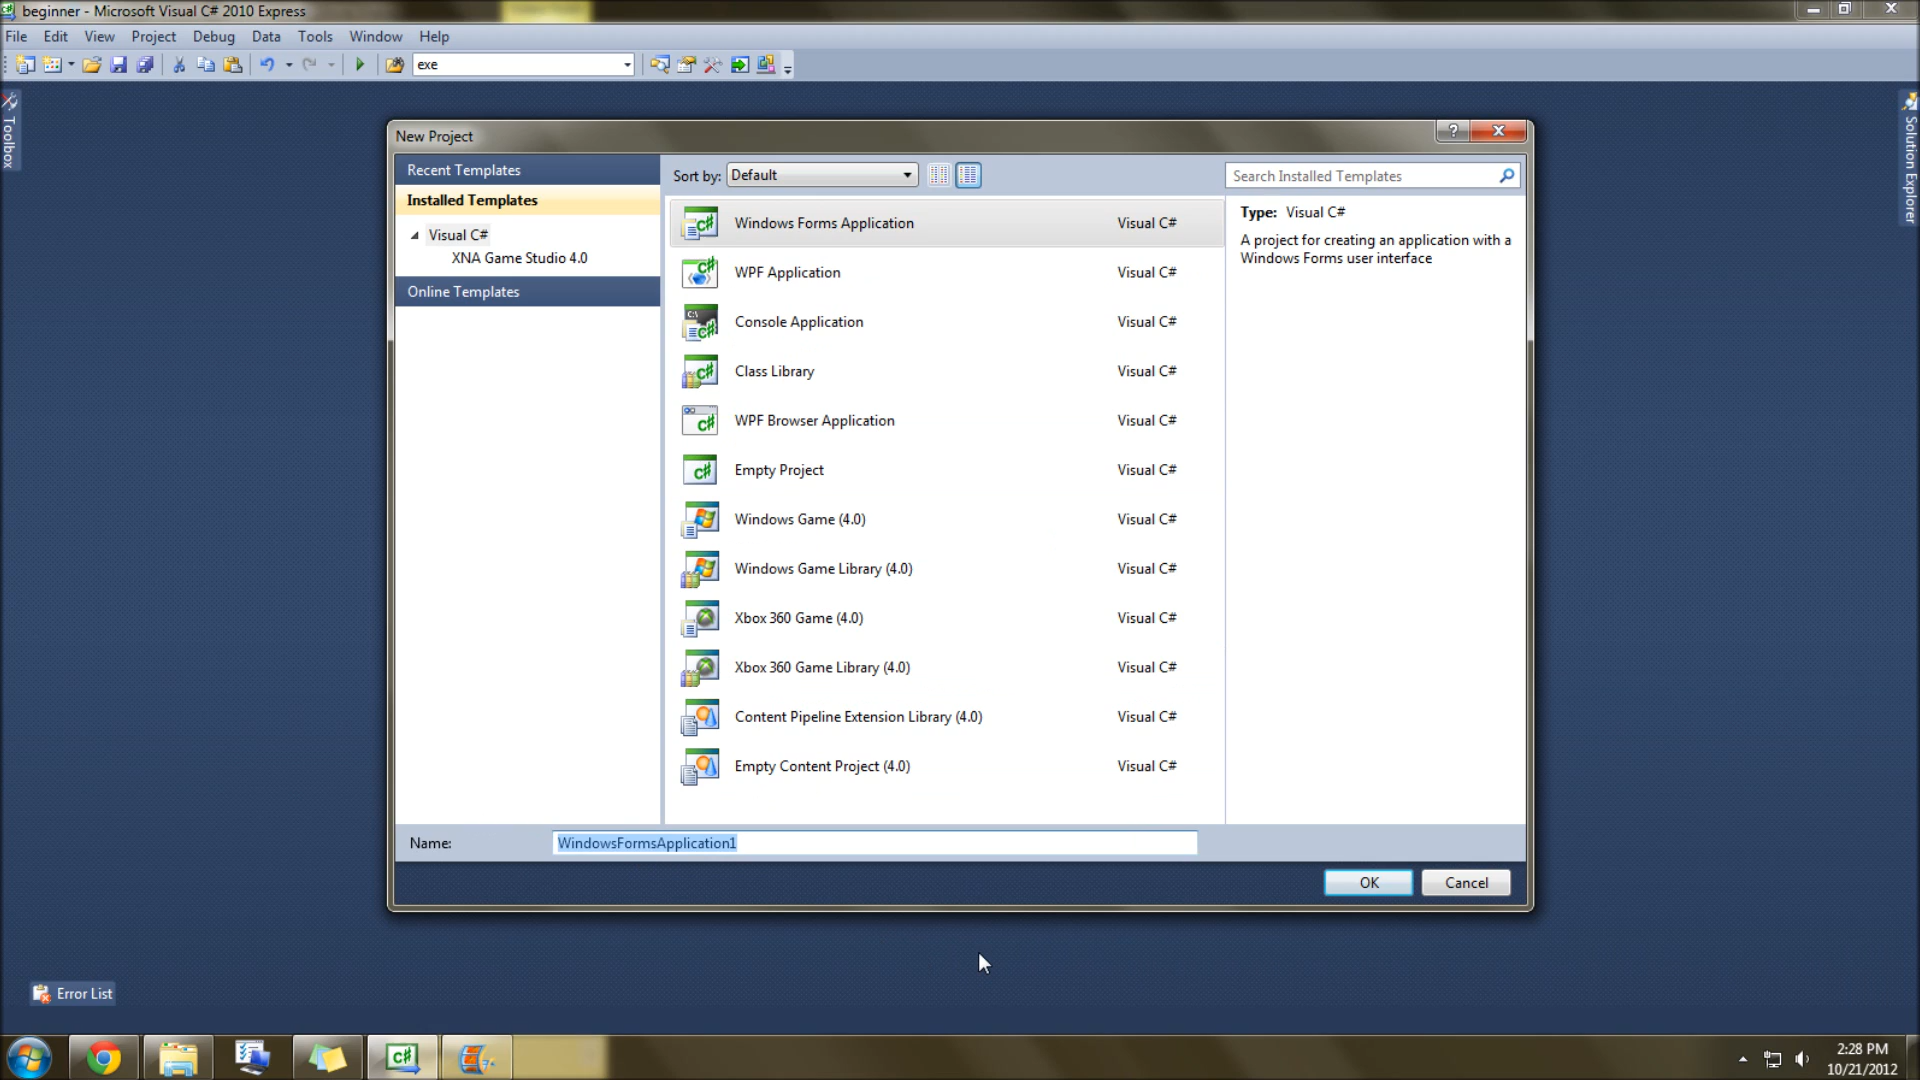 beginner - Microsoft Visual C# 2010 Express
File Edit View Project Debug Data Tools Window Help
exe
Toolbox
Solution Explorer
New Project
Recent Templates
Installed Templates
Visual C#
XNA Game Studio 4.0
Online Templates
Sort by: Default
Search Installed Templates
Windows Forms Application Visual C#
WPF Application Visual C#
Console Application Visual C#
Class Library Visual C#
WPF Browser Application Visual C#
Empty Project Visual C#
Windows Game (4.0) Visual C#
Windows Game Library (4.0) Visual C#
Xbox 360 Game (4.0) Visual C#
Xbox 360 Game Library (4.0) Visual C#
Content Pipeline Extension Library (4.0) Visual C#
Empty Content Project (4.0) Visual C#
Type: Visual C#
A project for creating an application with a
Windows Forms user interface
Name: WindowsFormsApplication1
OK Cancel
Error List
2:28 PM
10/21/2012